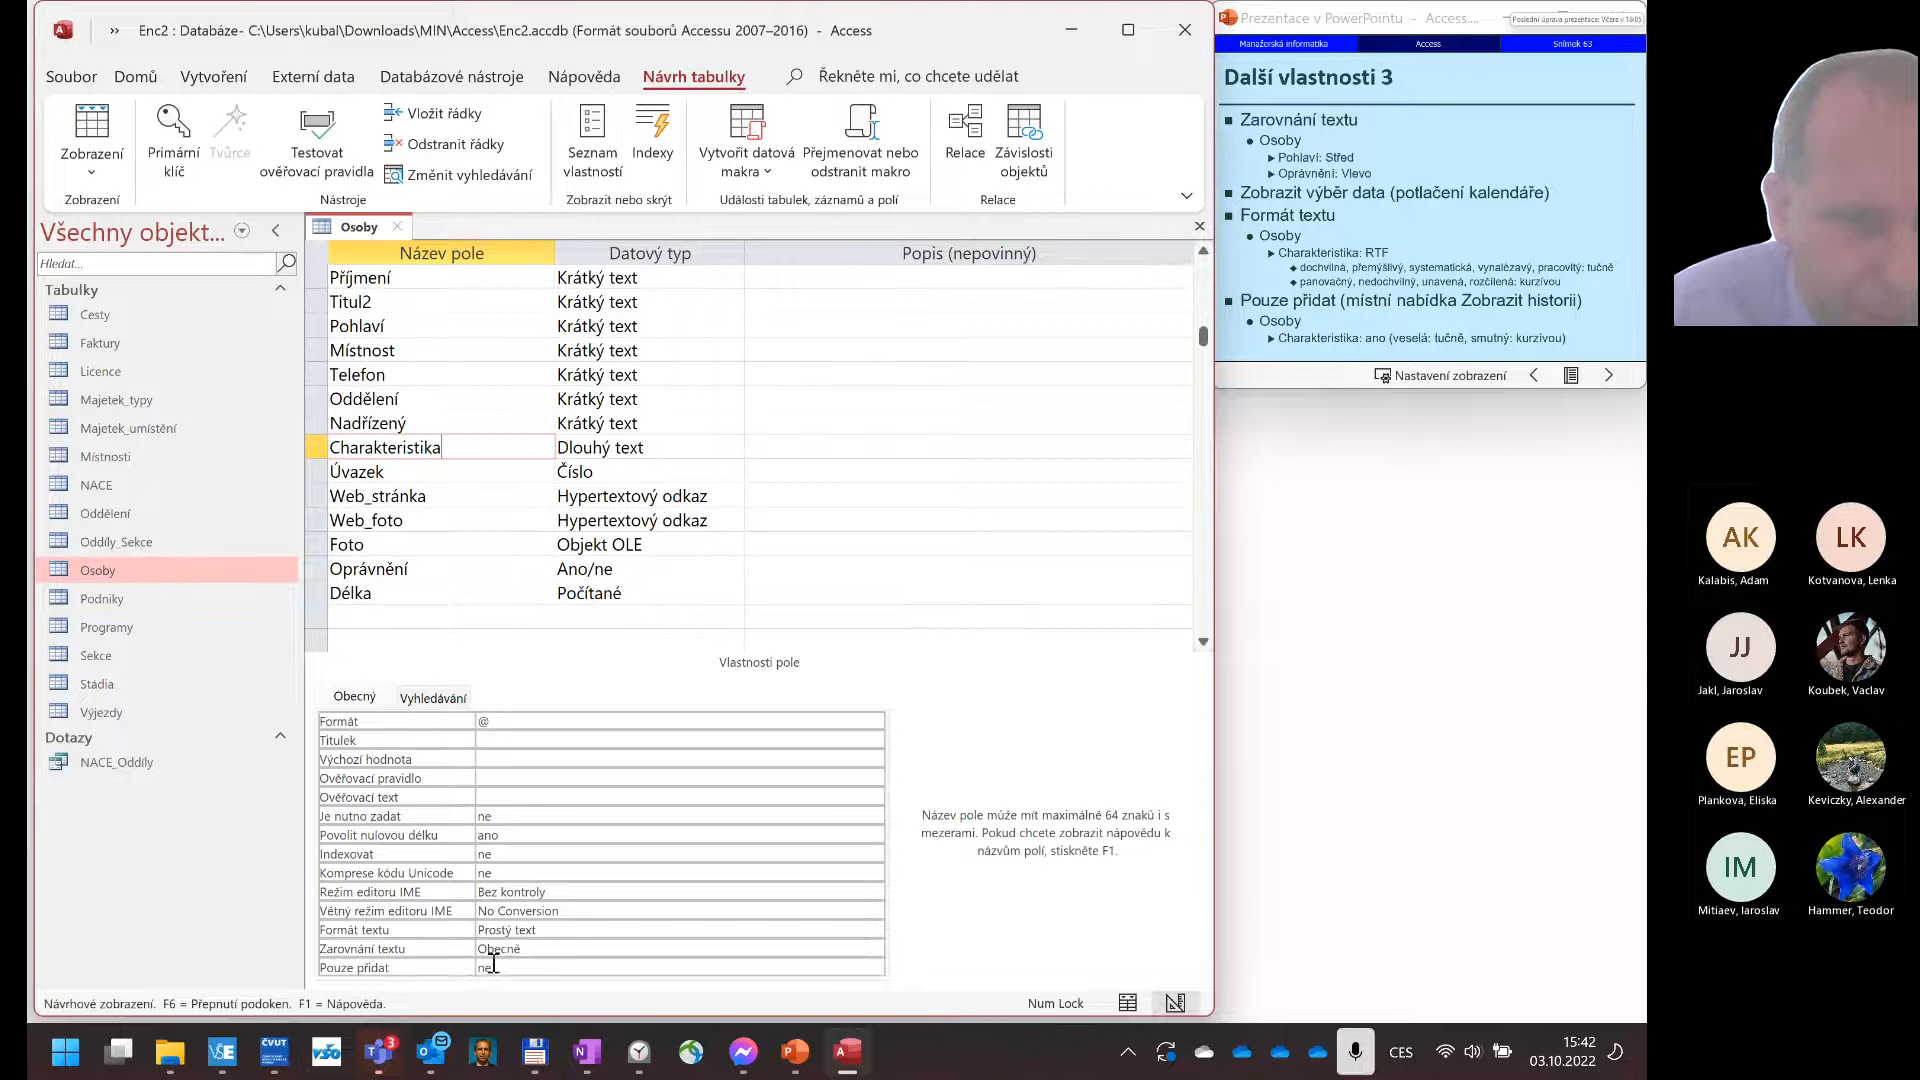 Enc2 : Databáze- C:\Users\kubal\Downloads\MIN\Access\Enc2.accdb (Formát souborů Accessu 2007–2016) - Access
Soubor Domů Vytvoření Externí data Databázové nástroje Nápověda Návrh tabulky Řekněte mi, co chcete udělat
Zobrazení
Primární klíč
Tvůrce
Testovat ověřovací pravidla
Vložit řádky
Odstranit řádky
Změnit vyhledávání
Seznam vlastností
Indexy
Vytvořit datová makra
Přejmenovat nebo odstranit makro
Relace
Závislosti objektů
Zobrazení
Nástroje
Zobrazit nebo skrýt
Události tabulek, záznamů a polí
Relace
Všechny objekt...
Hledat...
Tabulky
Cesty
Faktury
Licence
Majetek_typy
Majetek_umístění
Místnosti
NACE
Oddělení
Oddíly_Sekce
Osoby
Podniky
Programy
Sekce
Stádia
Výjezdy
Dotazy
NACE_Oddíly
Osoby
Název pole Datový typ Popis (nepovinný)
Příjmení Krátký text
Titul2 Krátký text
Pohlaví Krátký text
Místnost Krátký text
Telefon Krátký text
Oddělení Krátký text
Nadřízený Krátký text
Charakteristika Dlouhý text
Úvazek Číslo
Web_stránka Hypertextový odkaz
Web_foto Hypertextový odkaz
Foto Objekt OLE
Oprávnění Ano/ne
Délka Počítané
Vlastnosti pole
Obecný Vyhledávání
Formát @
Titulek
Výchozí hodnota
Ověřovací pravidlo
Ověřovací text
Je nutno zadat ne
Povolit nulovou délku ano
Indexovat ne
Komprese kódu Unicode ne
Režim editoru IME Bez kontroly
Větný režim editoru IME No Conversion
Formát textu Prostý text
Zarovnání textu Obecně
Pouze přidat ne
Název pole může mít maximálně 64 znaků i s
mezerami. Pokud chcete zobrazit nápovědu k
názvům polí, stiskněte F1.
Návrhové zobrazení. F6 = Přepnutí podoken. F1 = Nápověda.
Num Lock
Prezentace v PowerPointu - Access....
Poslední úprava prezentace: Včera v 18:05
Manažerská informatika Access Snímek 63
Další vlastnosti 3
Zarovnání textu
Osoby
Pohlaví: Střed
Oprávnění: Vlevo
Zobrazit výběr data (potlačení kalendáře)
Formát textu
Osoby
Charakteristika: RTF
dochvilná, přemýšlivý, systematická, vynalézavý, pracovitý: tučně
panovačný, nedochvilný, unavená, rozčílená: kurzívou
Pouze přidat (místní nabídka Zobrazit historii)
Osoby
Charakteristika: ano (veselá: tučně, smutný: kurzívou)
Nastavení zobrazení
AK
Kalabis, Adam
LK
Kotvanova, Lenka
JJ
Jakl, Jaroslav
Koubek, Vaclav
EP
Plankova, Eliska
Keviczky, Alexander
IM
Mitiaev, Iaroslav
Hammer, Teodor
VŠE
ČVUT
VSO
3
CES
15:42
03.10.2022